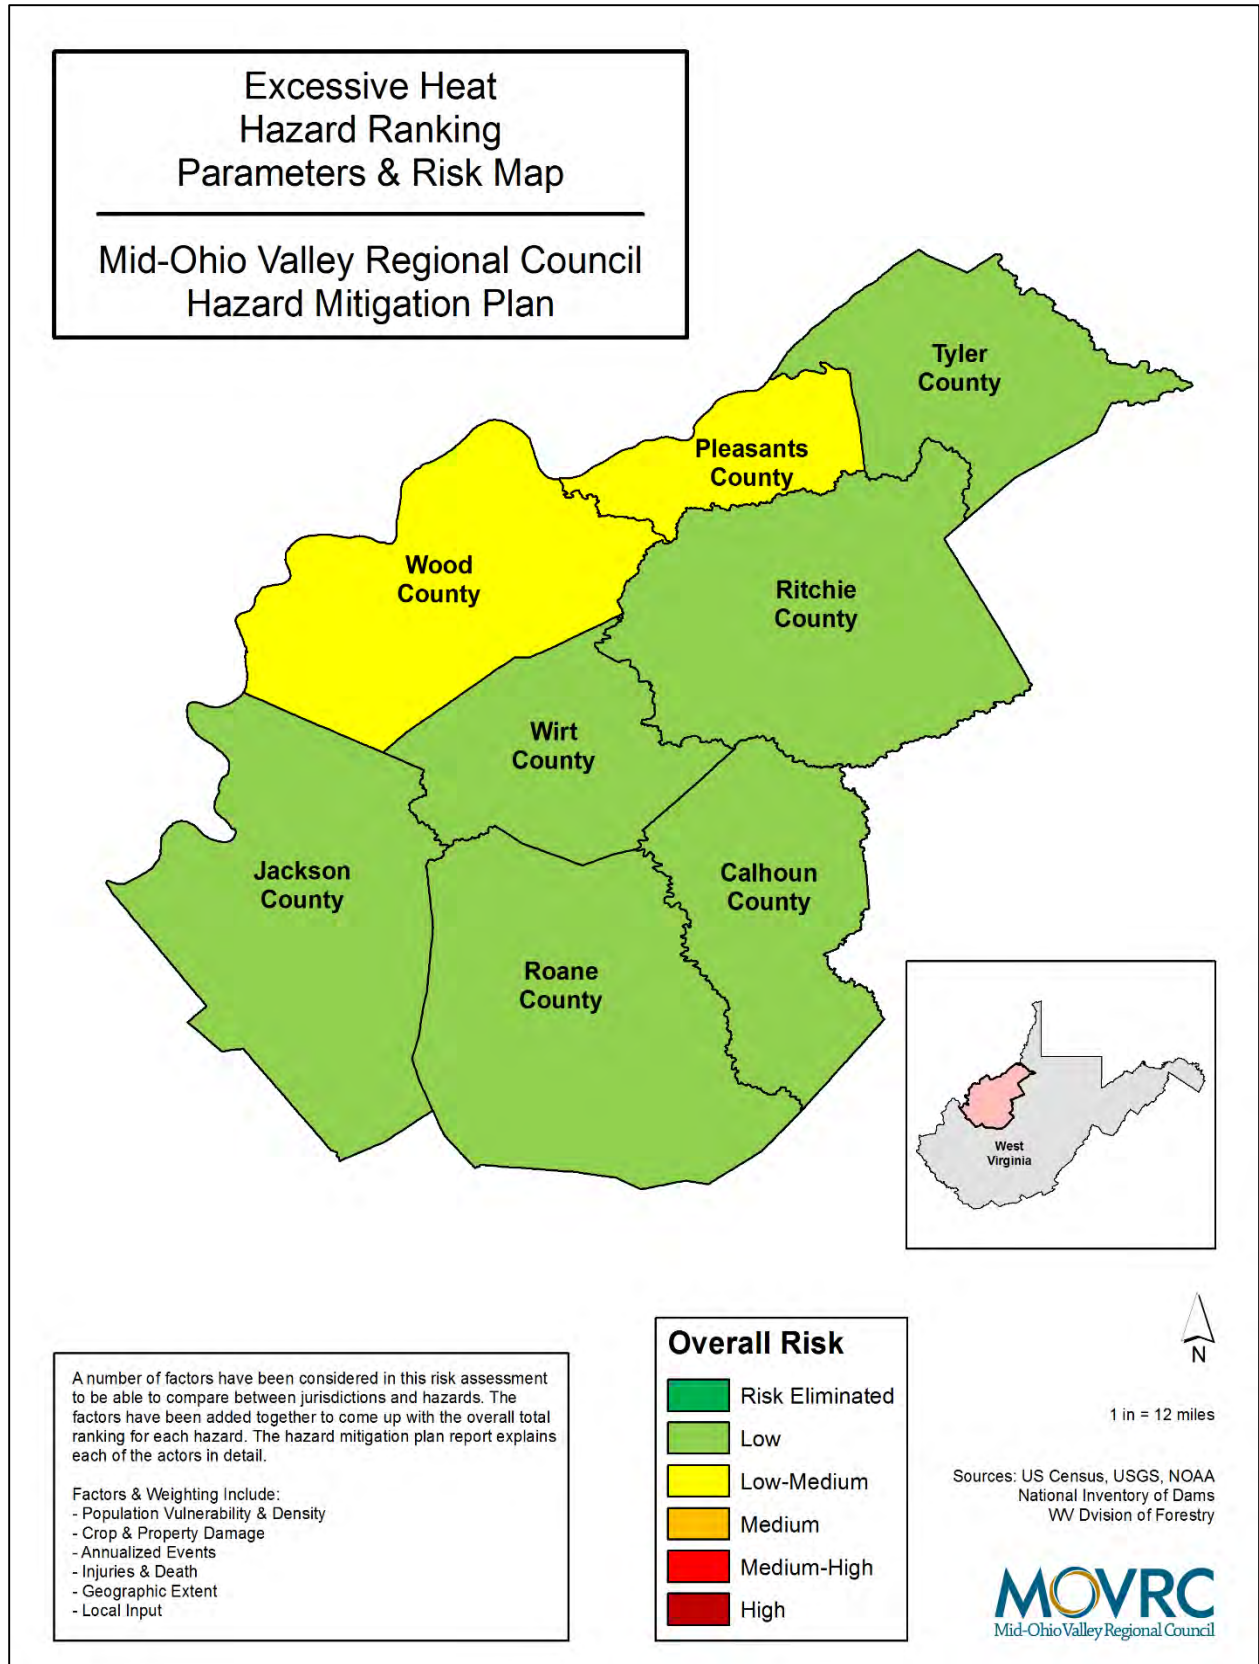 Excessive Heat
Hazard Ranking
Parameters & Risk Map
Mid-Ohio Valley Regional Council
Hazard Mitigation Plan
Tyler
County
Pleasants
County
Wood
County
Ritchie
County
Wirt
County
Jackson
County
Calhoun
County
Roane
County
West
Virginia
A number of factors have been considered in this risk assessment
to be able to compare between jurisdictions and hazards. The
factors have been added together to come up with the overall total
ranking for each hazard. The hazard mitigation plan report explains
each of the actors in detail.
Factors & Weighting Include:
- Population Vulnerability & Density
- Crop & Property Damage
- Annualized Events
- Injuries & Death
- Geographic Extent
- Local Input
Overall Risk
Risk Eliminated
Low
Low-Medium
Medium
Medium-High
High
N
1 in = 12 miles
Sources: US Census, USGS, NOAA
National Inventory of Dams
WV Dvision of Forestry
MOVRC
Mid-Ohio Valley Regional Council